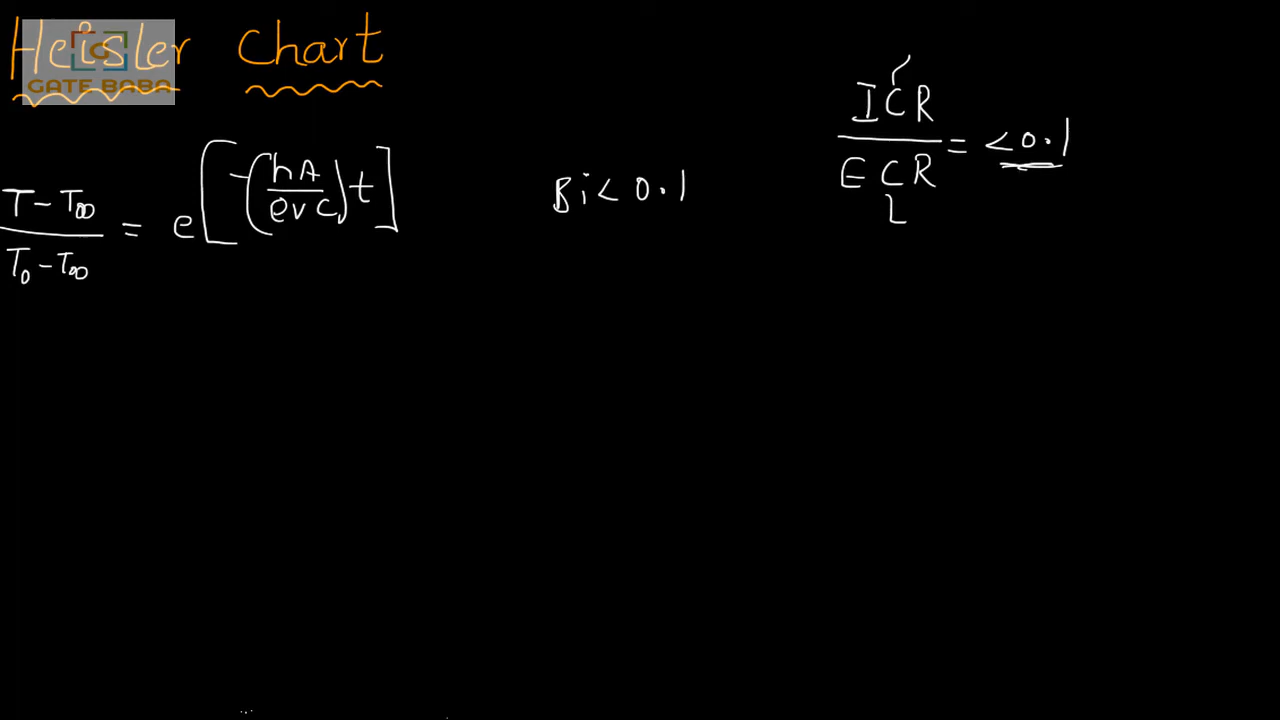 Heisler Chart
GATE BABA
T - T∞ / T0 - T∞ = e[-(hA/ρvC)t]
Bi < 0.1
ICR / ECR = < 0.1